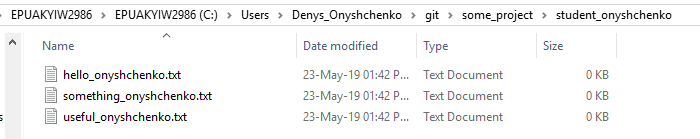 EPUAKYIW2986 > EPUAKYIW2986 (C:) > Users > Denys_Onyshchenko > git > some_project > student_onyshchenko
Name Date modified Type Size
hello_onyshchenko.txt 23-May-19 01:42 P... Text Document 0 KB
something_onyshchenko.txt 23-May-19 01:42 P... Text Document 0 KB
useful_onyshchenko.txt 23-May-19 01:42 P... Text Document 0 KB